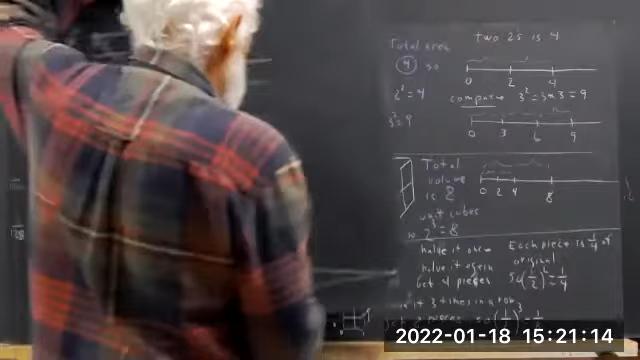 two 2s is 4
Total area
4 so
0 2 4
2² = 4
compute 3² = 3×3 = 9
3² = 9
0 3 6 9
Total
volume
is 8
0 2 4 8
unit cubes
so 2³ = 8
halve it once
Each piece is 1/4 of
original
halve it again
Get 4 pieces
so (1/2)² = 1/4
3 times in a row
2022-01-18 15:21:14